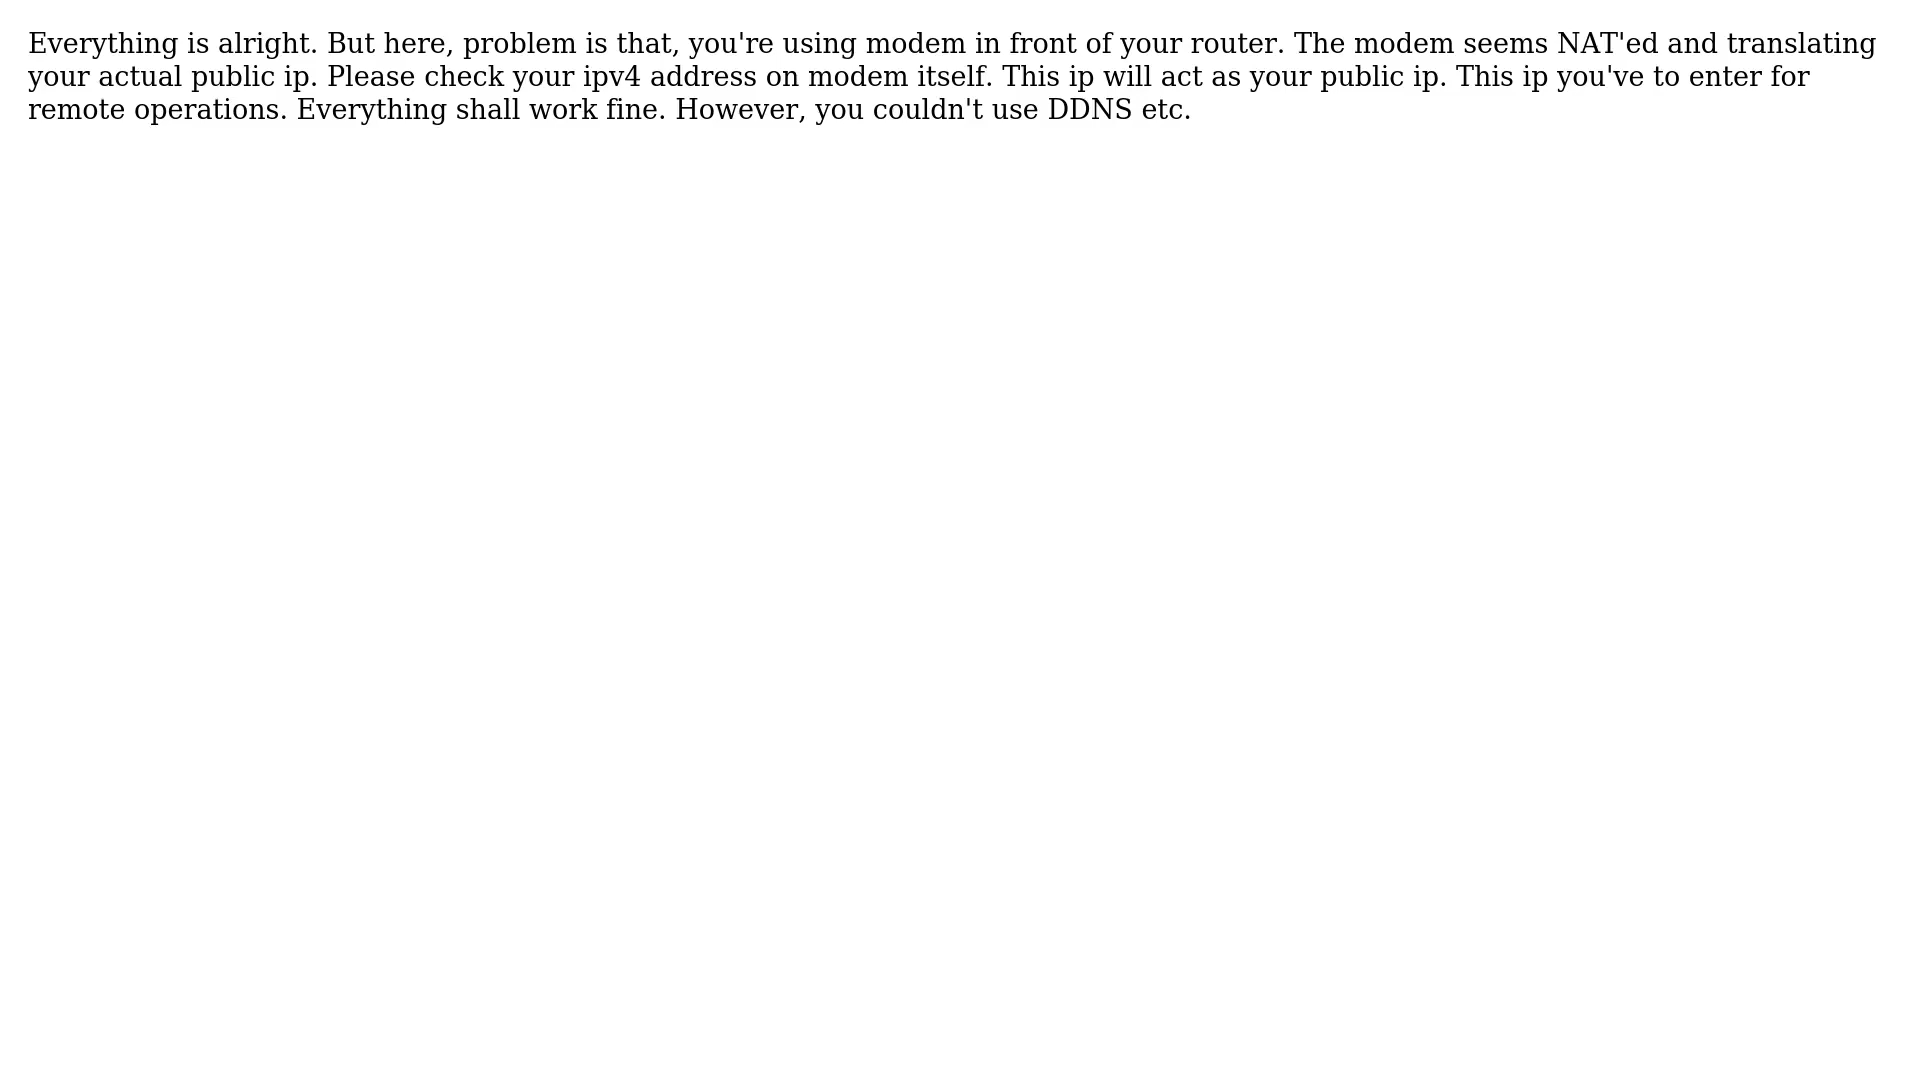 Everything is alright. But here, problem is that, you're using modem in front of your router. The modem seems NAT'ed and translating
your actual public ip. Please check your ipv4 address on modem itself. This ip will act as your public ip. This ip you've to enter for
remote operations. Everything shall work fine. However, you couldn't use DDNS etc.